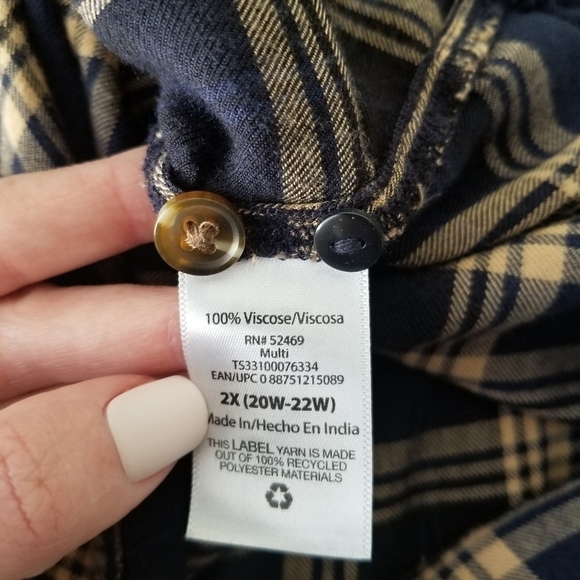 100% Viscose/Viscosa
RN# 52469
Multi
TS33100076334
EAN/UPC 0 88751215089
2X (20W-22W)
Made In/Hecho En India
THIS LABEL YARN IS MADE
OUT OF 100% RECYCLED
POLYESTER MATERIALS